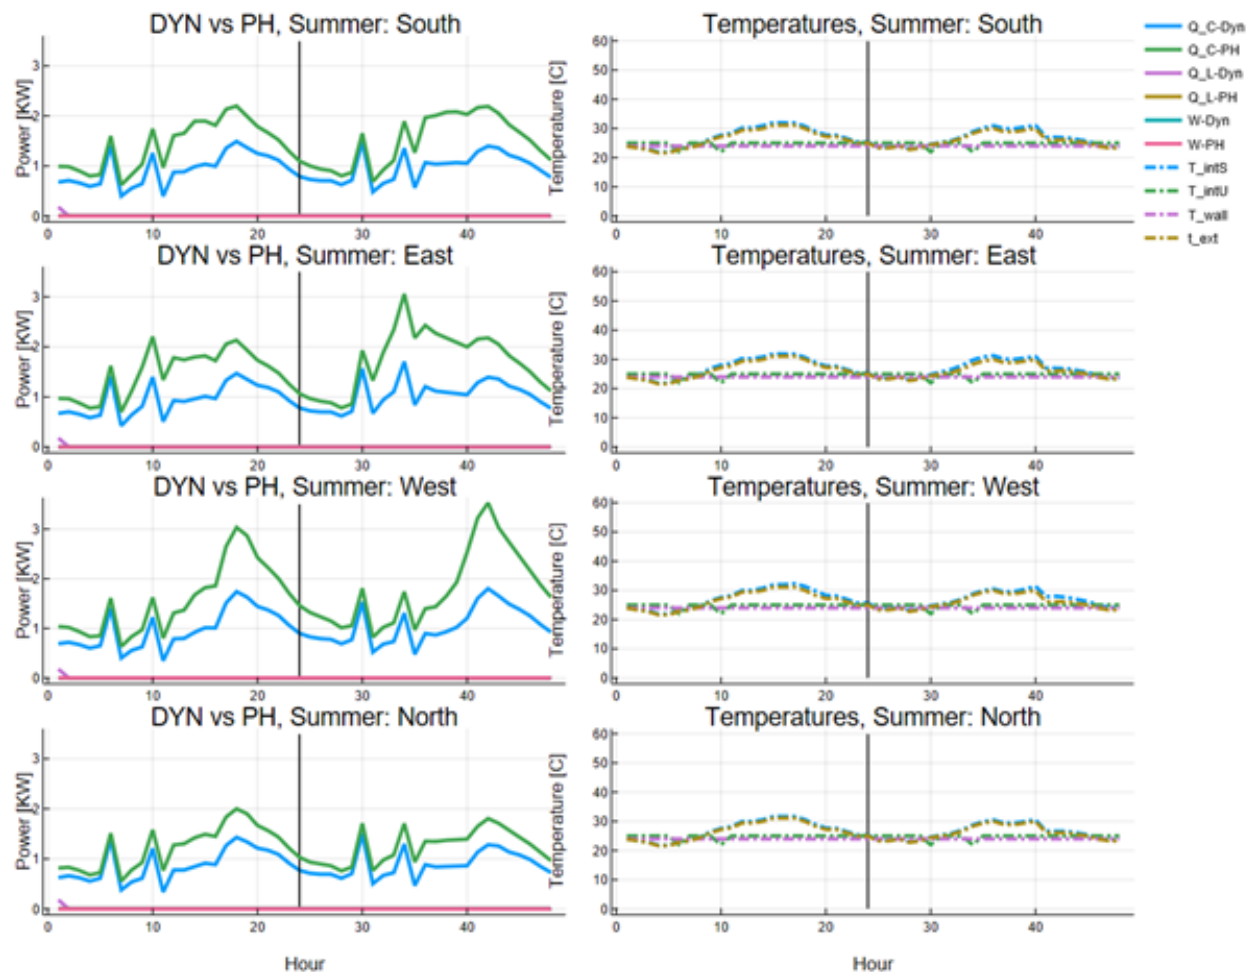 DYN vs PH, Summer: South
Temperatures, Summer: South
Power [KW]
3
2
1
0
0 10 20 30 40
Temperature [C]
60
50
40
30
20
10
0
0 10 20 30 40
Q_C-Dyn
Q_C-PH
Q_L-Dyn
Q_L-PH
W-Dyn
W-PH
T_intS
T_intU
T_wall
t_ext
DYN vs PH, Summer: East
Temperatures, Summer: East
Power [KW]
3
2
1
0
0 10 20 30 40
Temperature [C]
60
50
40
30
20
10
0
0 10 20 30 40
DYN vs PH, Summer: West
Temperatures, Summer: West
Power [KW]
3
2
1
0
0 10 20 30 40
Temperature [C]
60
50
40
30
20
10
0
0 10 20 30 40
DYN vs PH, Summer: North
Temperatures, Summer: North
Power [KW]
3
2
1
0
0 10 20 30 40
Temperature [C]
60
50
40
30
20
10
0
0 10 20 30 40
Hour
Hour